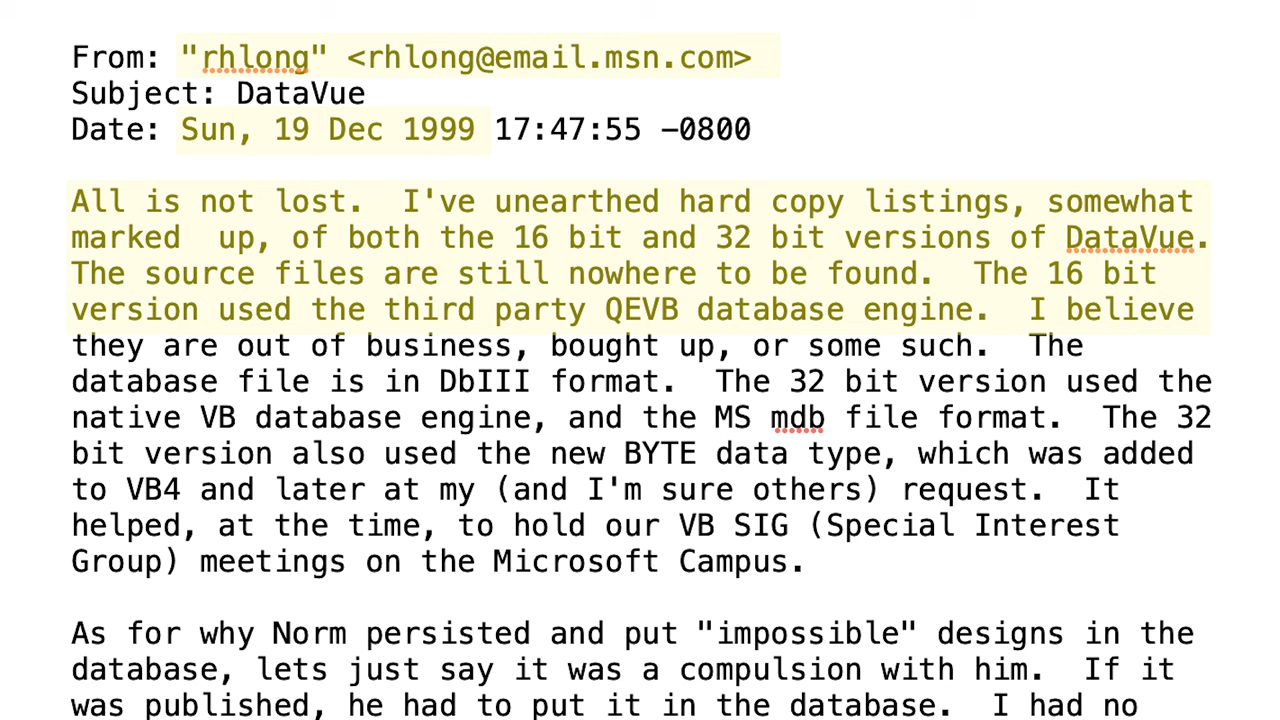 From: "rhlong" <rhlong@email.msn.com>
Subject: DataVue
Date: Sun, 19 Dec 1999 17:47:55 -0800
All is not lost.  I've unearthed hard copy listings, somewhat
marked  up, of both the 16 bit and 32 bit versions of DataVue.
The source files are still nowhere to be found.  The 16 bit
version used the third party QEVB database engine.  I believe
they are out of business, bought up, or some such.  The
database file is in DbIII format.  The 32 bit version used the
native VB database engine, and the MS mdb file format.  The 32
bit version also used the new BYTE data type, which was added
to VB4 and later at my (and I'm sure others) request.  It
helped, at the time, to hold our VB SIG (Special Interest
Group) meetings on the Microsoft Campus.
As for why Norm persisted and put "impossible" designs in the
database, lets just say it was a compulsion with him.  If it
was published, he had to put it in the database.  I had no